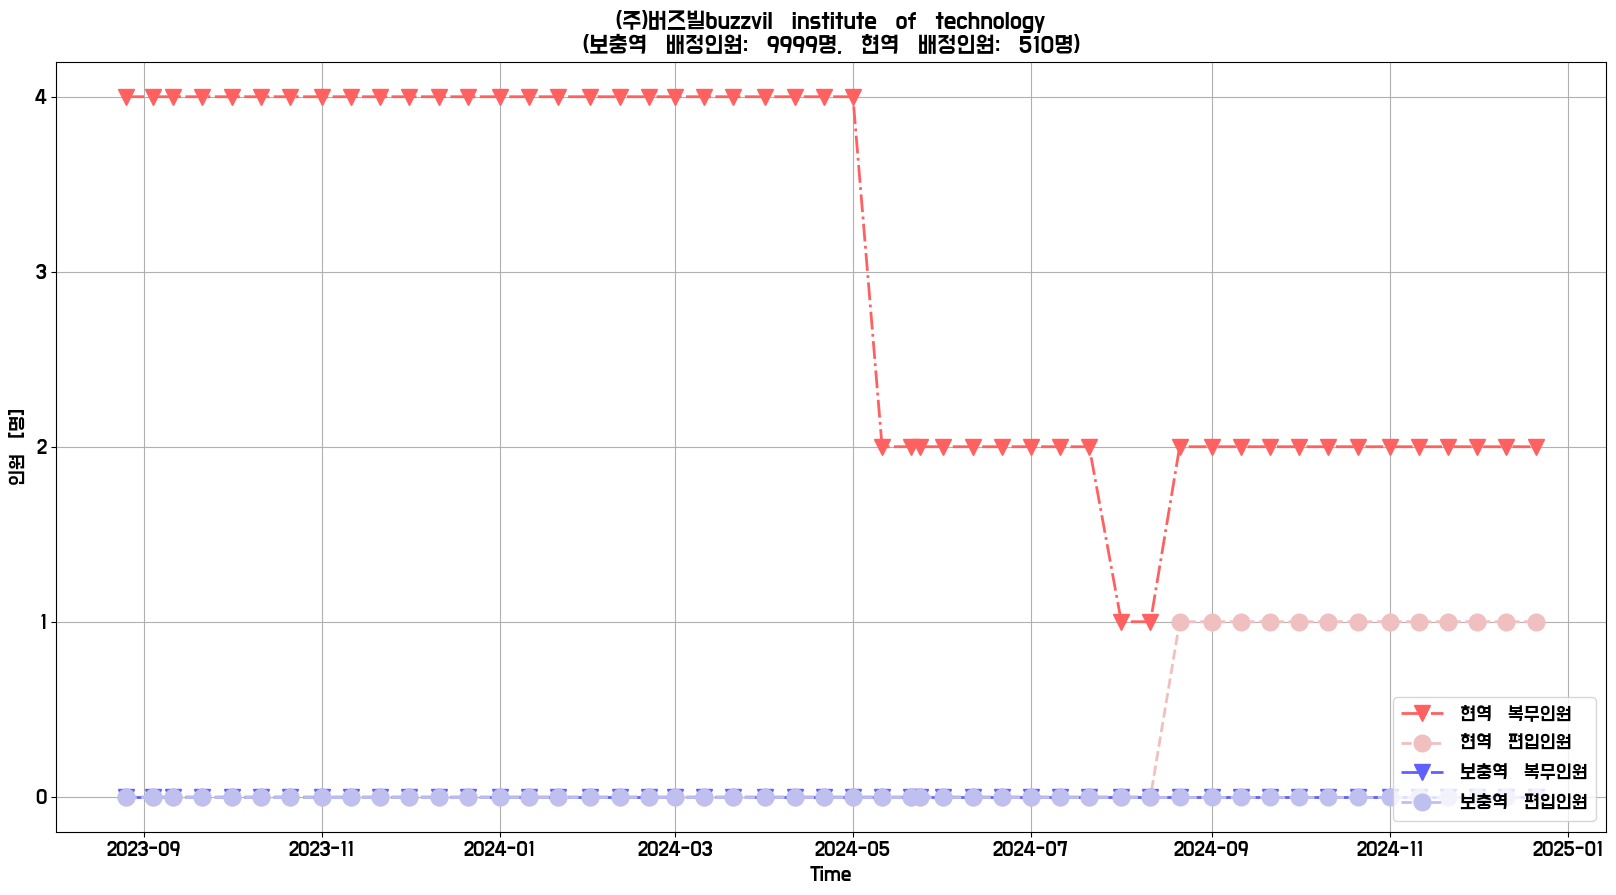 (주)버즈빌buzzvil institute of technology
(보충역 배정인원: 9999명, 현역 배정인원: 510명)
4
3
2
1
0
인원 [명]
2023-09 2023-11 2024-01 2024-03 2024-05 2024-07 2024-09 2024-11 2025-01
Time
현역 복무인원
현역 편입인원
보충역 복무인원
보충역 편입인원